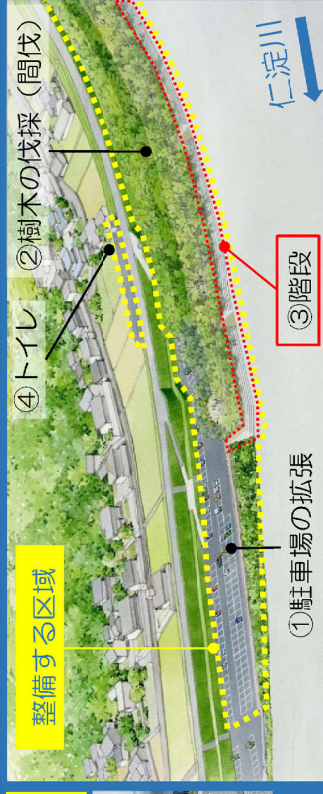 整備する区域
①駐車場の拡張
④トイレ
②樹木の伐採（間伐）
③階段
仁淀川